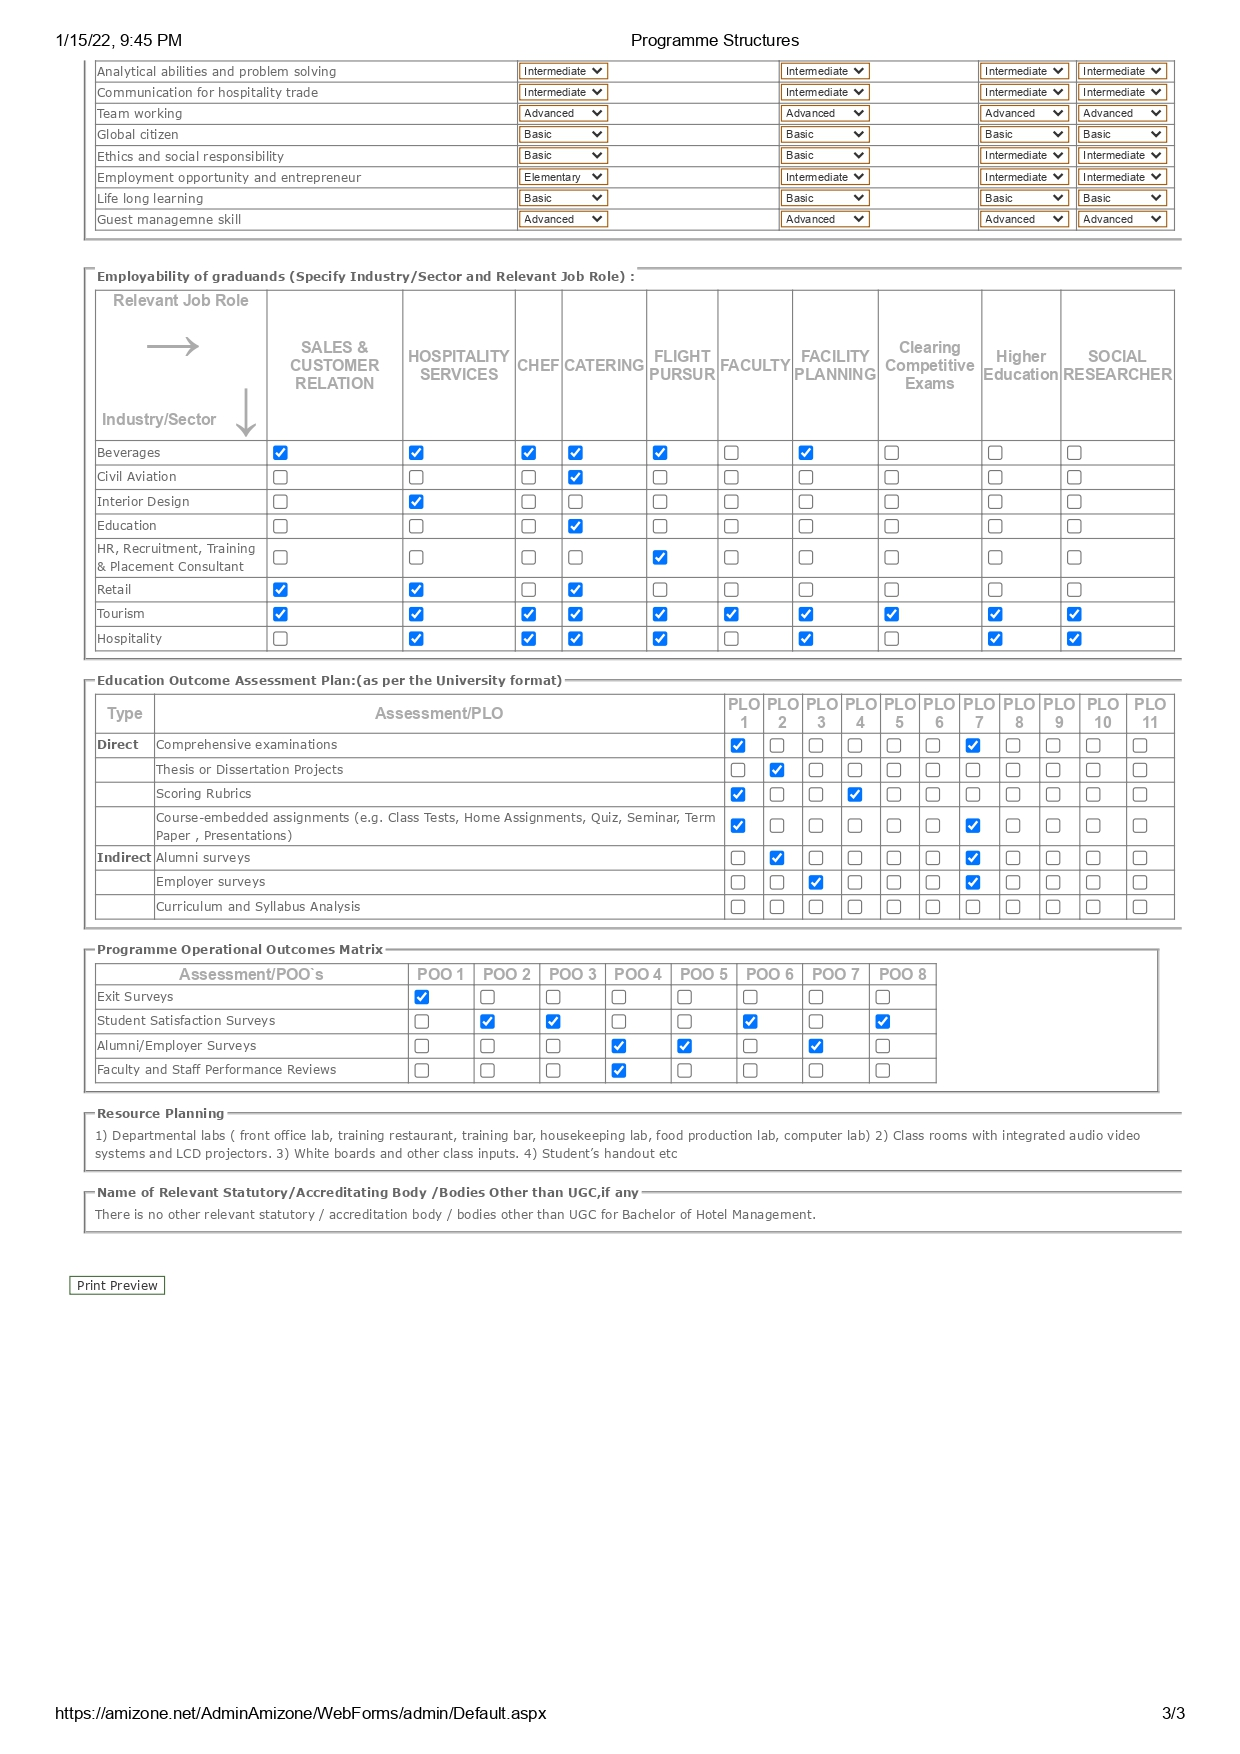 1/15/22, 9:45 PM Programme Structures
Analytical abilities and problem solving Intermediate Intermediate Intermediate Intermediate
Communication for hospitality trade Intermediate Intermediate Intermediate Intermediate
Team working Advanced Advanced Advanced Advanced
Global citizen Basic Basic Basic Basic
Ethics and social responsibility Basic Basic Intermediate Intermediate
Employment opportunity and entrepreneur Elementary Intermediate Intermediate Intermediate
Life long learning Basic Basic Basic Basic
Guest managemne skill Advanced Advanced Advanced Advanced
Employability of graduands (Specify Industry/Sector and Relevant Job Role) :
Relevant Job Role
Industry/Sector
SALES &
CUSTOMER
RELATION
HOSPITALITY
SERVICES
CHEF
CATERING
FLIGHT
PURSUR
FACULTY
FACILITY
PLANNING
Clearing
Competitive
Exams
Higher
Education
SOCIAL
RESEARCHER
Beverages
Civil Aviation
Interior Design
Education
HR, Recruitment, Training
& Placement Consultant
Retail
Tourism
Hospitality
Education Outcome Assessment Plan:(as per the University format)
Type Assessment/PLO PLO 1 PLO 2 PLO 3 PLO 4 PLO 5 PLO 6 PLO 7 PLO 8 PLO 9 PLO 10 PLO 11
Direct Comprehensive examinations
Thesis or Dissertation Projects
Scoring Rubrics
Course-embedded assignments (e.g. Class Tests, Home Assignments, Quiz, Seminar, Term
Paper , Presentations)
Indirect Alumni surveys
Employer surveys
Curriculum and Syllabus Analysis
Programme Operational Outcomes Matrix
Assessment/POO`s POO 1 POO 2 POO 3 POO 4 POO 5 POO 6 POO 7 POO 8
Exit Surveys
Student Satisfaction Surveys
Alumni/Employer Surveys
Faculty and Staff Performance Reviews
Resource Planning
1) Departmental labs ( front office lab, training restaurant, training bar, housekeeping lab, food production lab, computer lab) 2) Class rooms with integrated audio video
systems and LCD projectors. 3) White boards and other class inputs. 4) Student’s handout etc
Name of Relevant Statutory/Accreditating Body /Bodies Other than UGC,if any
There is no other relevant statutory / accreditation body / bodies other than UGC for Bachelor of Hotel Management.
Print Preview
https://amizone.net/AdminAmizone/WebForms/admin/Default.aspx 3/3